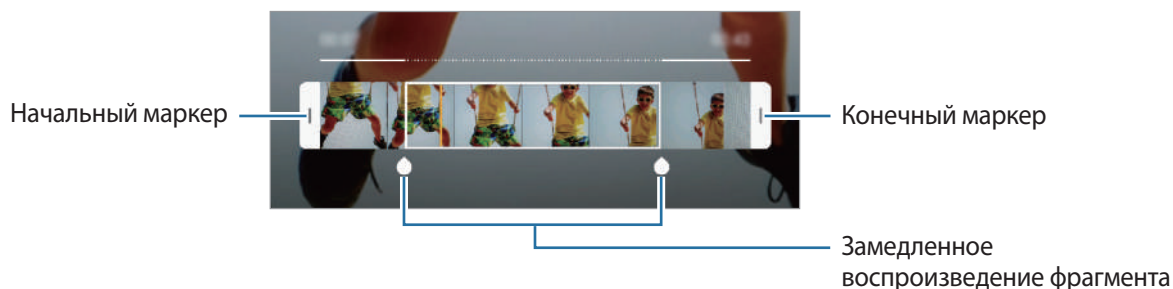 Начальный маркер
Конечный маркер
Замедленное
воспроизведение фрагмента